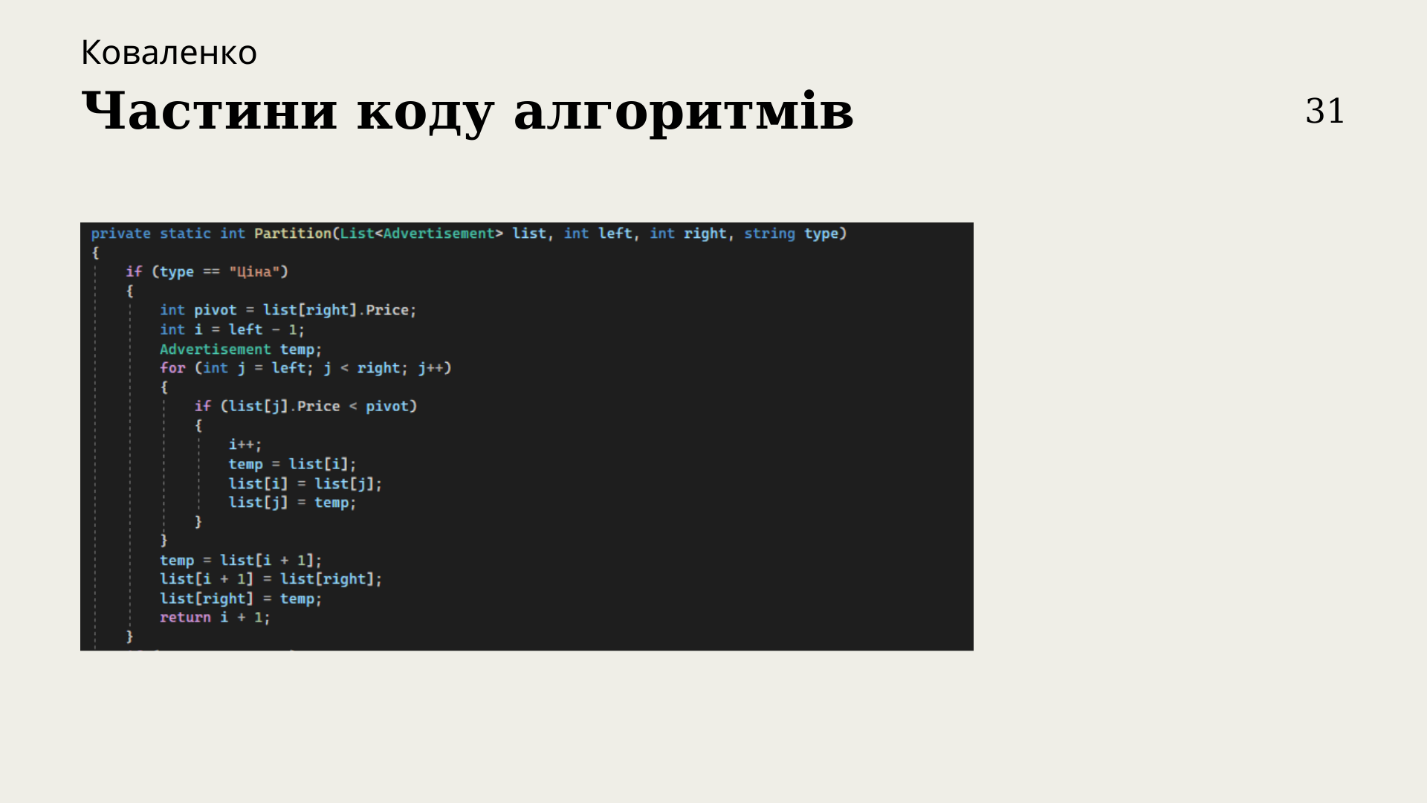 Коваленко
Частини коду алгоритмів
31
private static int Partition(List<Advertisement> list, int left, int right, string type)
{
if (type == "Ціна")
{
int pivot = list[right].Price;
int i = left - 1;
Advertisement temp;
for (int j = left; j < right; j++)
{
if (list[j].Price < pivot)
{
i++;
temp = list[i];
list[i] = list[j];
list[j] = temp;
}
}
temp = list[i + 1];
list[i + 1] = list[right];
list[right] = temp;
return i + 1;
}